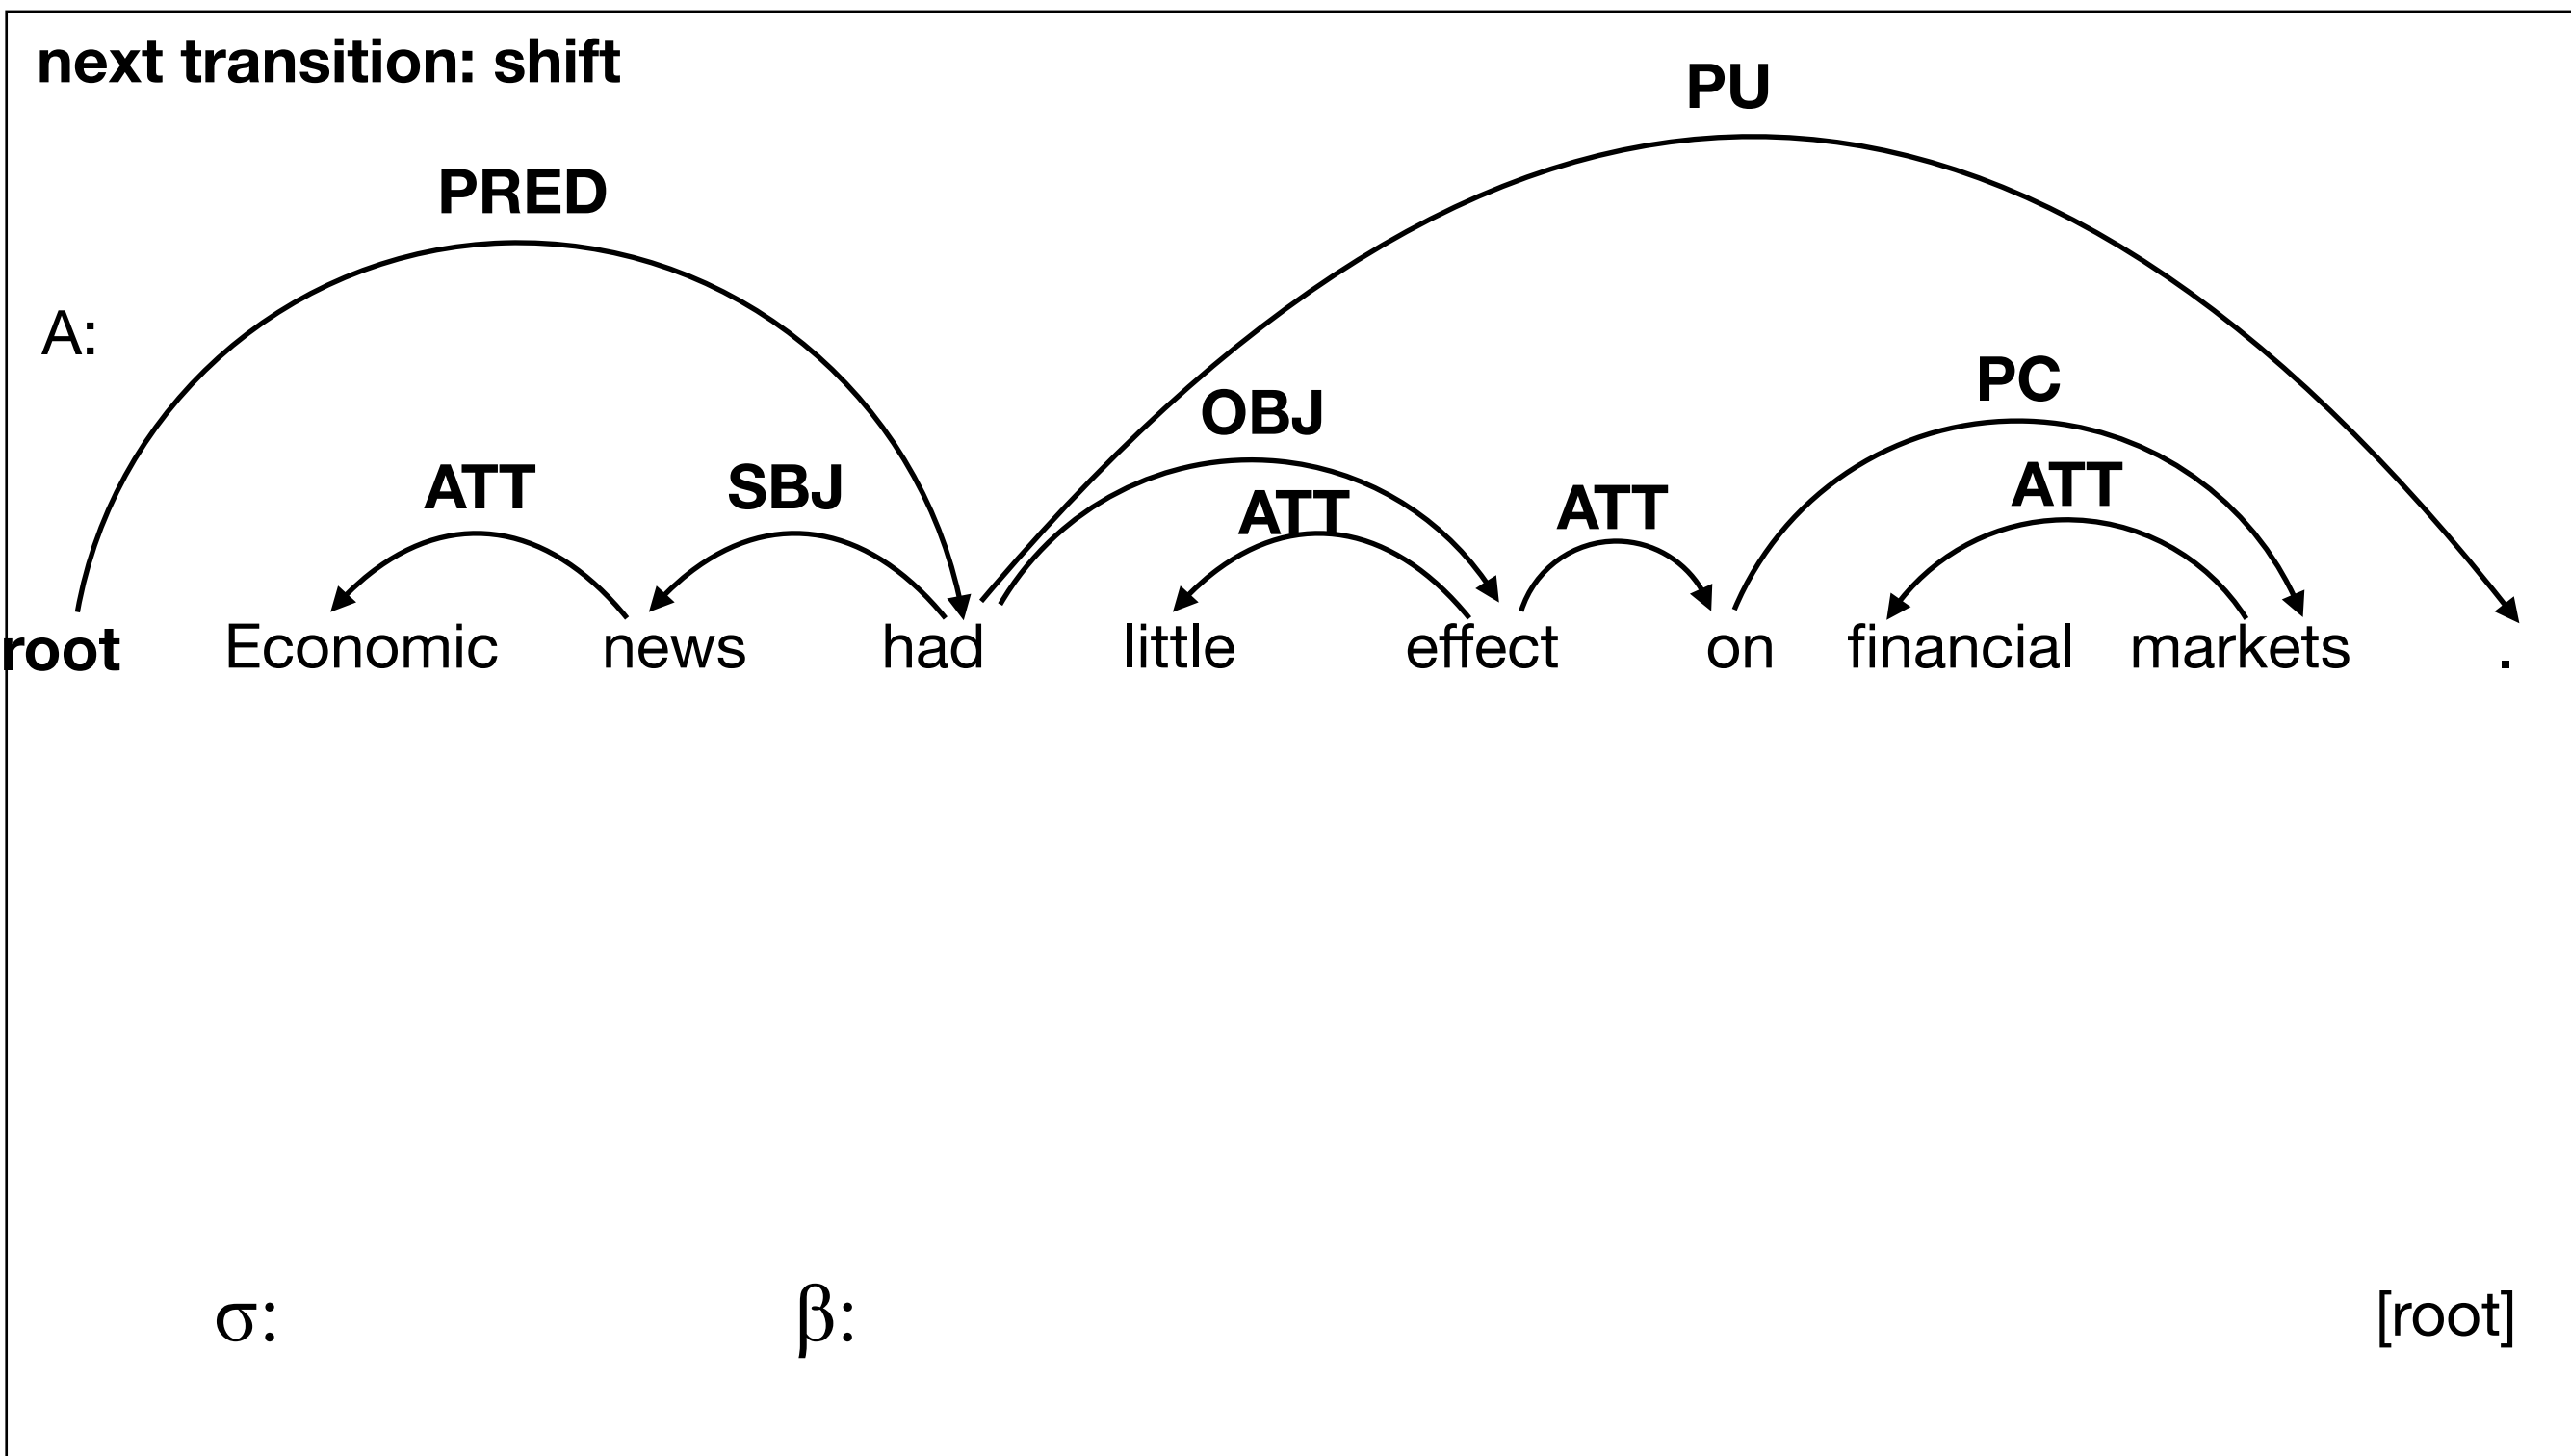 next transition: shift
PU
PRED
A:
PC
OBJ
ATT SBJ ATT ATT ATT
root Economic news had little effect on financial markets .
σ: β: [root]